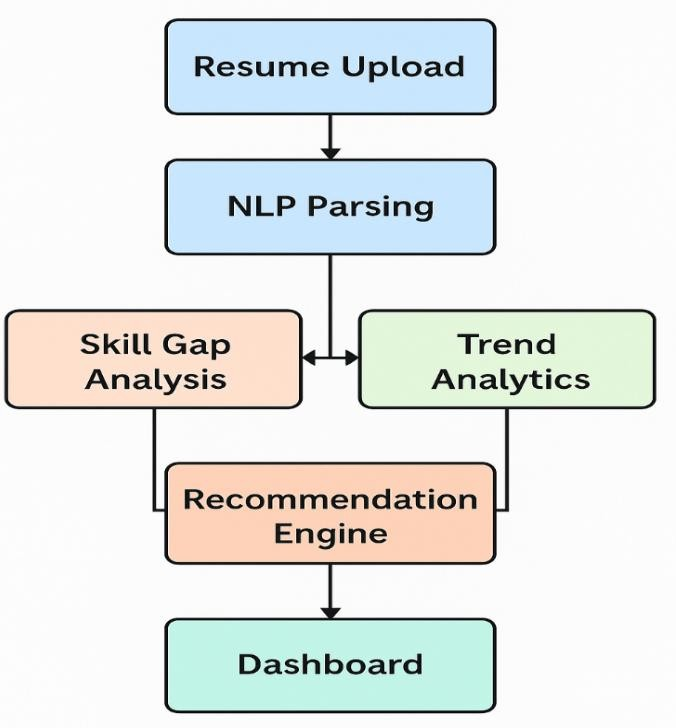 Resume Upload
NLP Parsing
Skill Gap
Analysis
Trend
Analytics
Recommendation
Engine
Dashboard